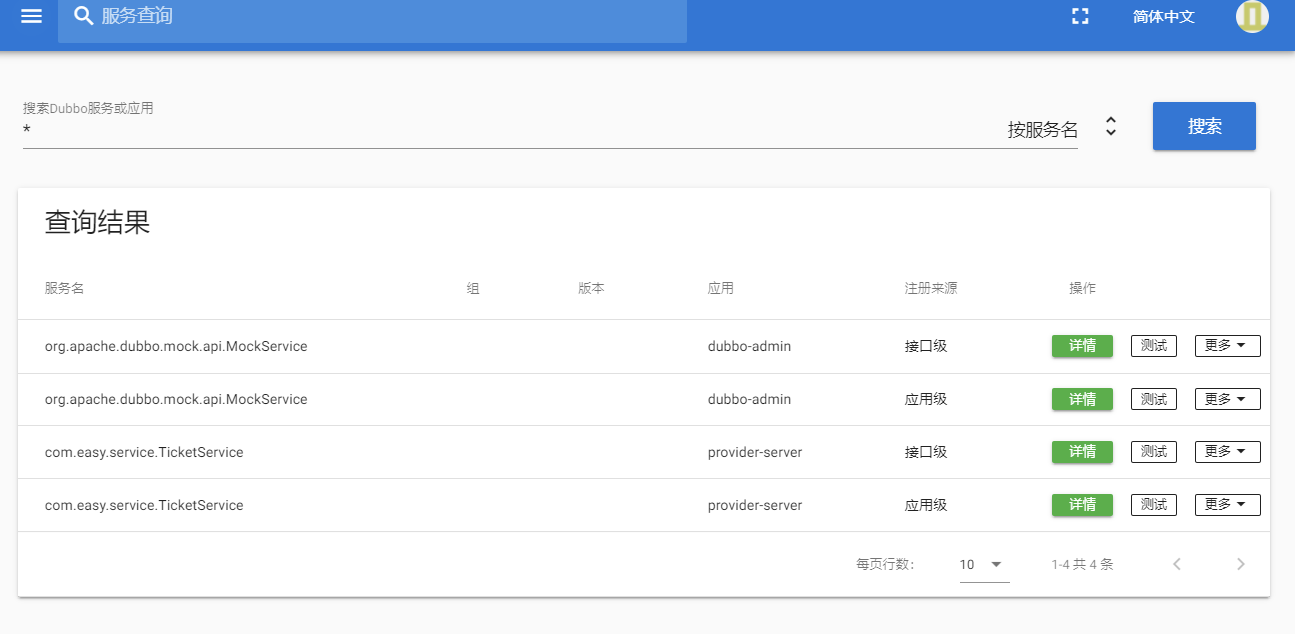 服务查询
简体中文
搜索Dubbo服务或应用
*
按服务名
搜索
查询结果
服务名 组 版本 应用 注册来源 操作
org.apache.dubbo.mock.api.MockService dubbo-admin 接口级 详情 测试 更多
org.apache.dubbo.mock.api.MockService dubbo-admin 应用级 详情 测试 更多
com.easy.service.TicketService provider-server 接口级 详情 测试 更多
com.easy.service.TicketService provider-server 应用级 详情 测试 更多
每页行数: 10 1-4 共 4 条